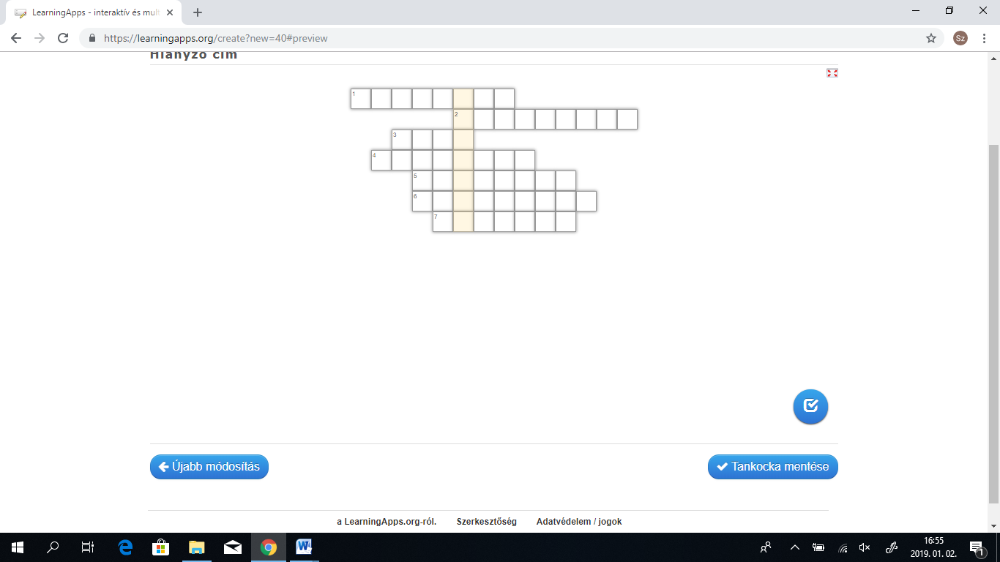 LearningApps - interaktív és mult
https://learningapps.org/create?new=40#preview
Sz
Hiányzó cím
1
2
3
4
5
6
7
Újabb módosítás
Tankocka mentése
a LearningApps.org-ról. Szerkesztőség Adatvédelem / jogok
16:55
2019. 01. 02.
1